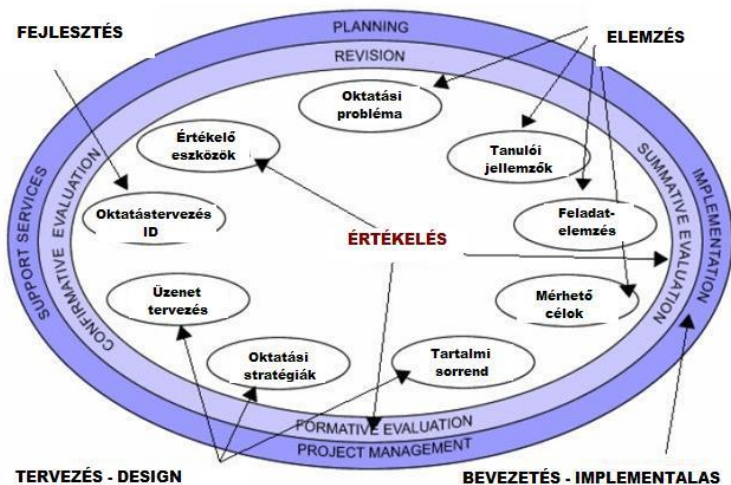 FEJLESZTÉS
ELEMZÉS
PLANNING
REVISION
Oktatási
probléma
Értékelő
eszközök
Tanulói
jellemzők
Oktatástervezés
ID
Feladat-
elemzés
ÉRTÉKELÉS
Üzenet
tervezés
Mérhető
célok
Oktatási
stratégiák
Tartalmi
sorrend
SUPPORT SERVICES
CONFIRMATIVE EVALUATION
SUMMATIVE EVALUATION
IMPLEMENTATION
FORMATIVE EVALUATION
PROJECT MANAGEMENT
TERVEZÉS - DESIGN
BEVEZETÉS - IMPLEMENTALAS